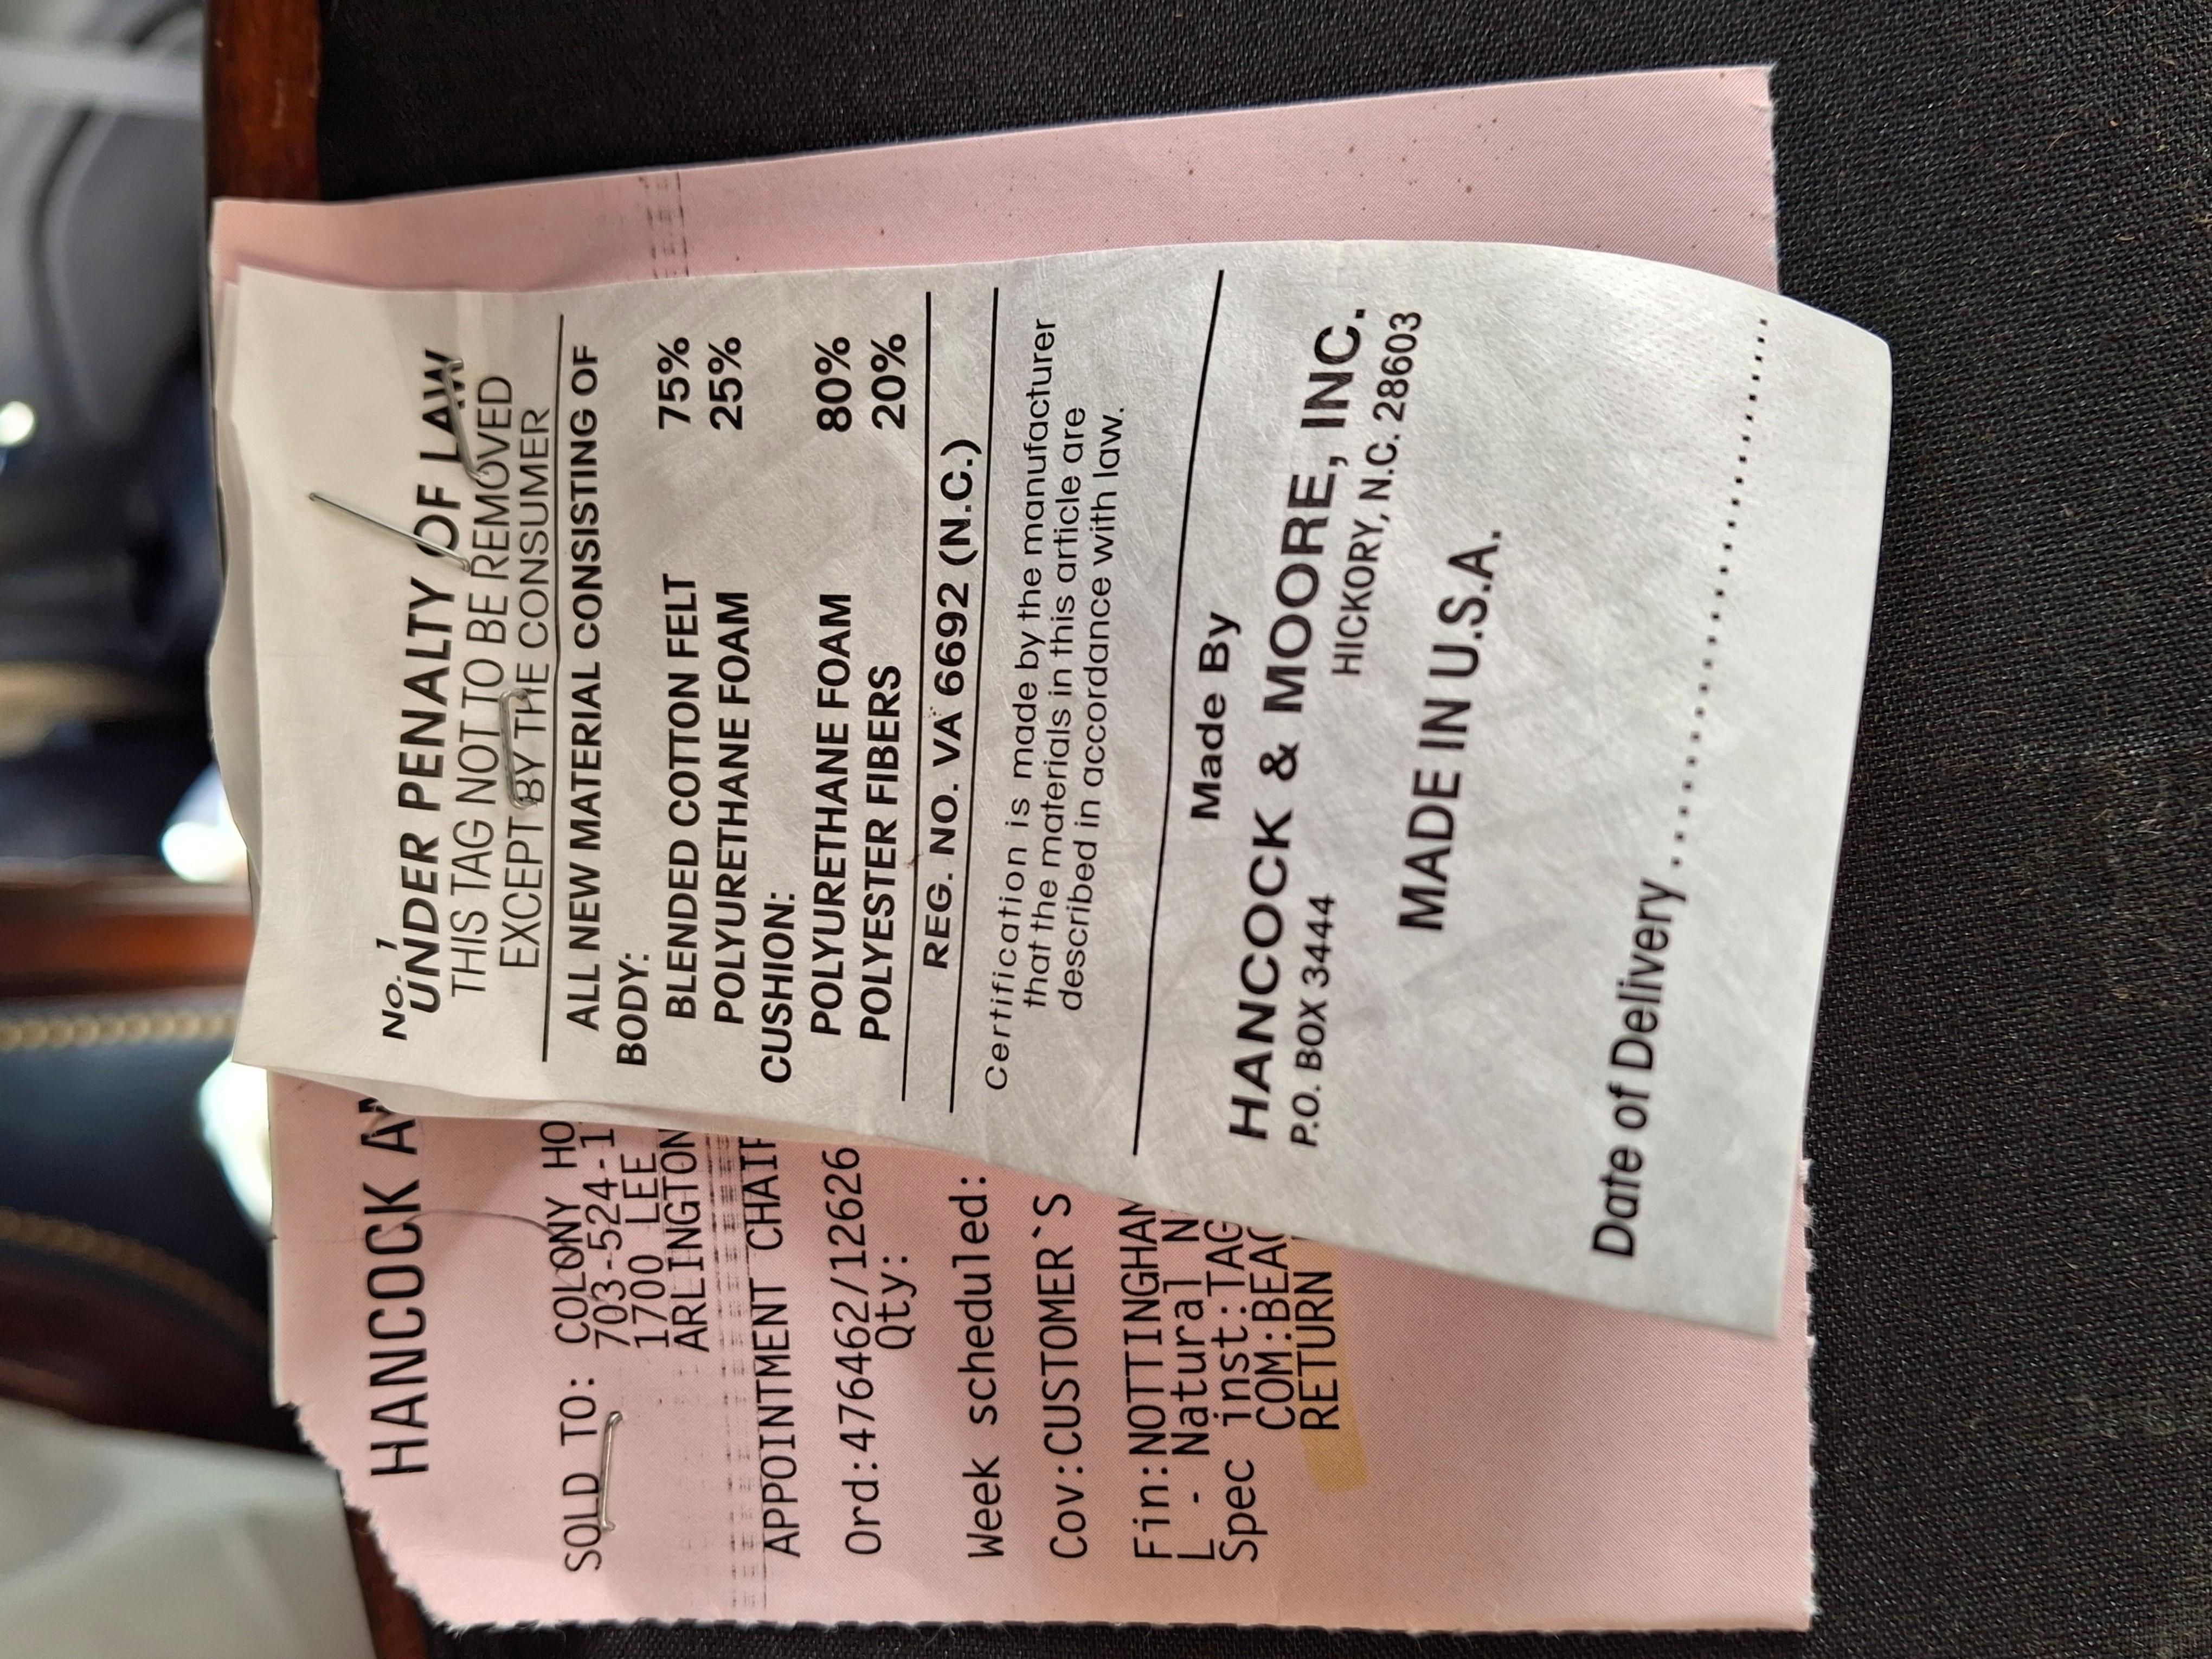 No. 1
UNDER PENALTY OF LAW
THIS TAG NOT TO BE REMOVED
EXCEPT BY THE CONSUMER
ALL NEW MATERIAL CONSISTING OF
BODY:
BLENDED COTTON FELT 75%
POLYURETHANE FOAM 25%
CUSHION:
POLYURETHANE FOAM 80%
POLYESTER FIBERS 20%
REG. NO. VA 6692 (N.C.)
Certification is made by the manufacturer
that the materials in this article are
described in accordance with law.
Made By
HANCOCK & MOORE, INC.
P.O. BOX 3444 HICKORY, N.C. 28603
MADE IN U.S.A.
Date of Delivery ..............................
HANCOCK
SOLD TO: COLONY HO
703-524-1
1700 LEE
ARLINGTON
APPOINTMENT CHAIR
Ord:476462/12626
Qty:
Week scheduled:
Cov:CUSTOMER`S
Fin:NOTTINGHAM
L - Natural N
Spec inst:TAG
COM:BEAC
RETURN